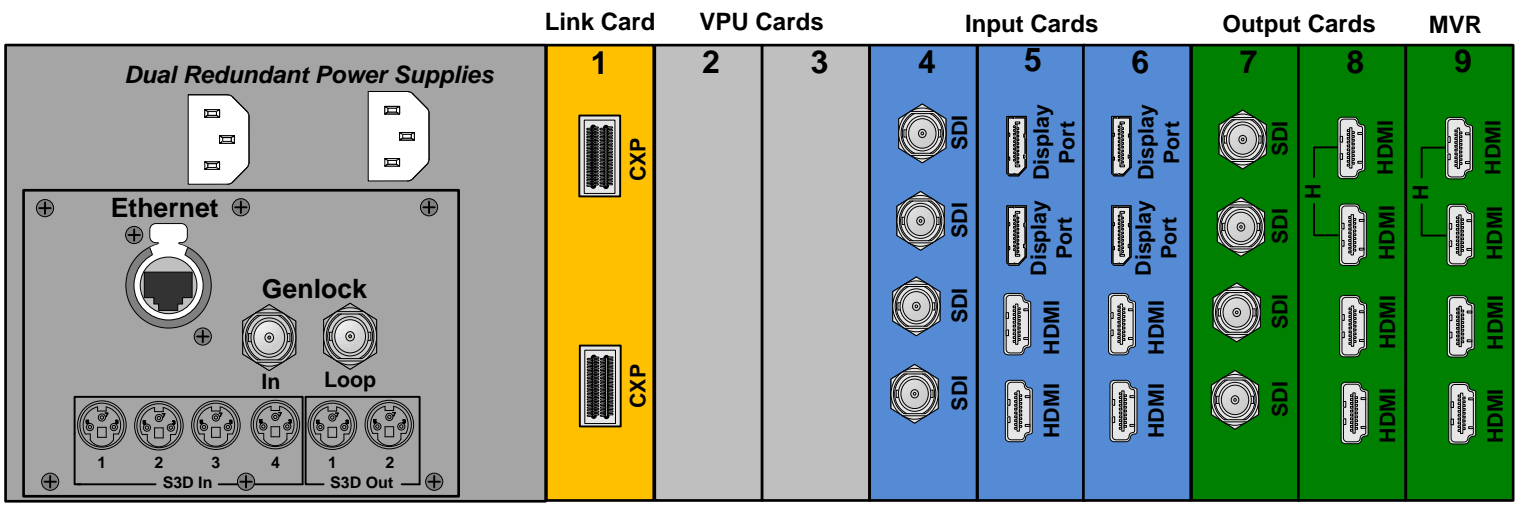 Link Card VPU Cards Input Cards Output Cards MVR
Dual Redundant Power Supplies
1 2 3 4 5 6 7 8 9
CXP
CXP
SDI
SDI
SDI
SDI
Display
Port
Display
Port
HDMI
HDMI
Display
Port
Display
Port
HDMI
HDMI
SDI
SDI
SDI
SDI
H
HDMI
HDMI
HDMI
HDMI
H
HDMI
HDMI
HDMI
HDMI
Ethernet
Genlock
In Loop
1 2 3 4 1 2
S3D In S3D Out